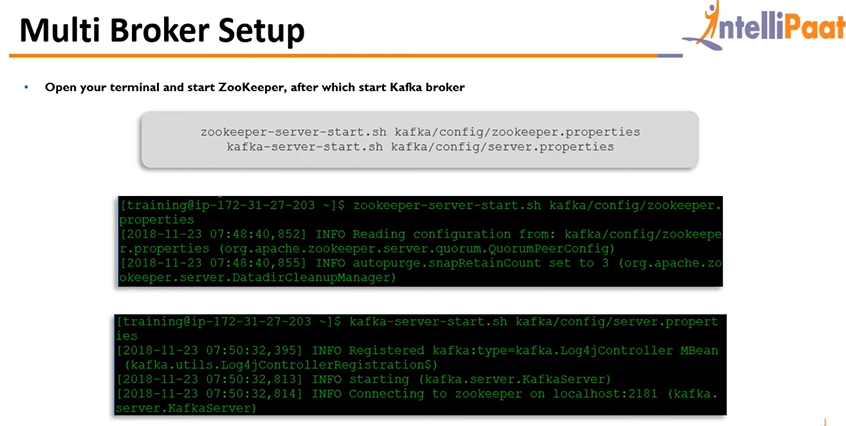 Multi Broker Setup
IntelliPaat
• Open your terminal and start ZooKeeper, after which start Kafka broker
zookeeper-server-start.sh kafka/config/zookeeper.properties
kafka-server-start.sh kafka/config/server.properties
[training@ip-172-31-27-203 ~]$ zookeeper-server-start.sh kafka/config/zookeeper.
properties
[2018-11-23 07:48:40,852] INFO Reading configuration from: kafka/config/zookeepe
r.properties (org.apache.zookeeper.server.quorum.QuorumPeerConfig)
[2018-11-23 07:48:40,855] INFO autopurge.snapRetainCount set to 3 (org.apache.zo
okeeper.server.DatadirCleanupManager)
[training@ip-172-31-27-203 ~]$ kafka-server-start.sh kafka/config/server.propert
ies
[2018-11-23 07:50:32,395] INFO Registered kafka:type=kafka.Log4jController MBean
(kafka.utils.Log4jControllerRegistration$)
[2018-11-23 07:50:32,813] INFO starting (kafka.server.KafkaServer)
[2018-11-23 07:50:32,814] INFO Connecting to zookeeper on localhost:2181 (kafka.
server.KafkaServer)